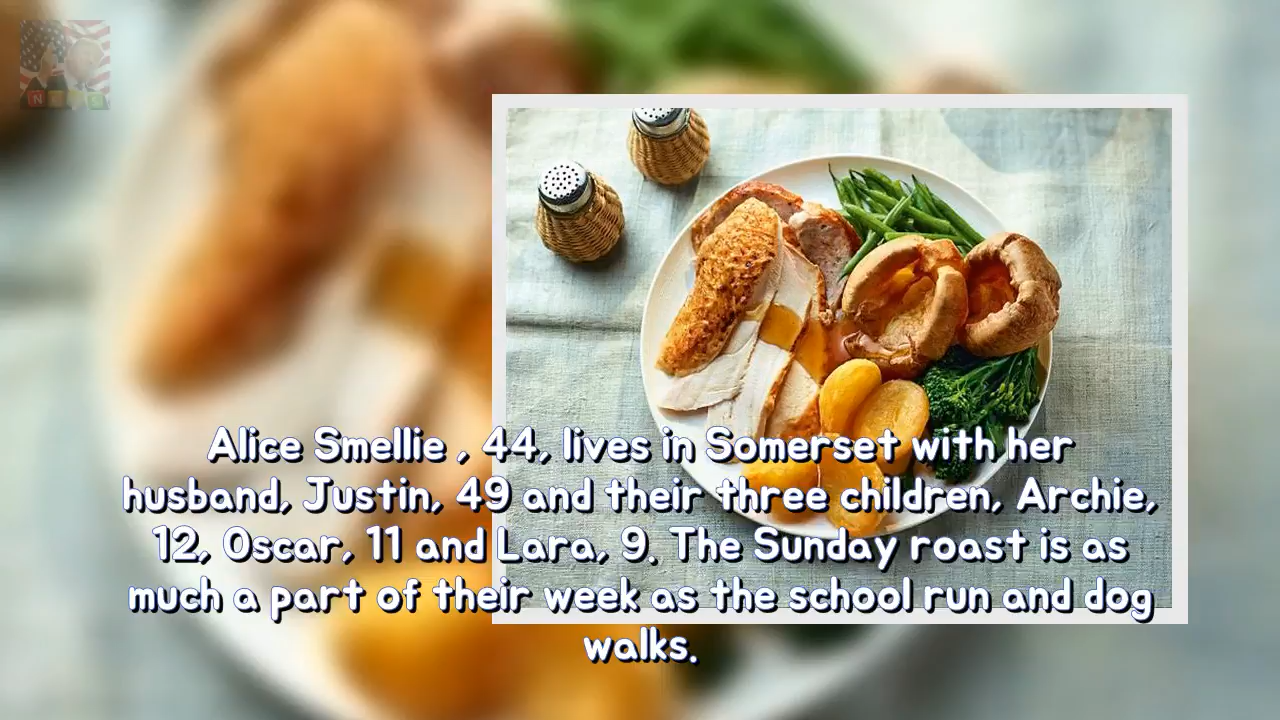 Alice Smellie , 44, lives in Somerset with her
husband, Justin, 49 and their three children, Archie,
12, Oscar, 11 and Lara, 9. The Sunday roast is as
much a part of their week as the school run and dog
walks.